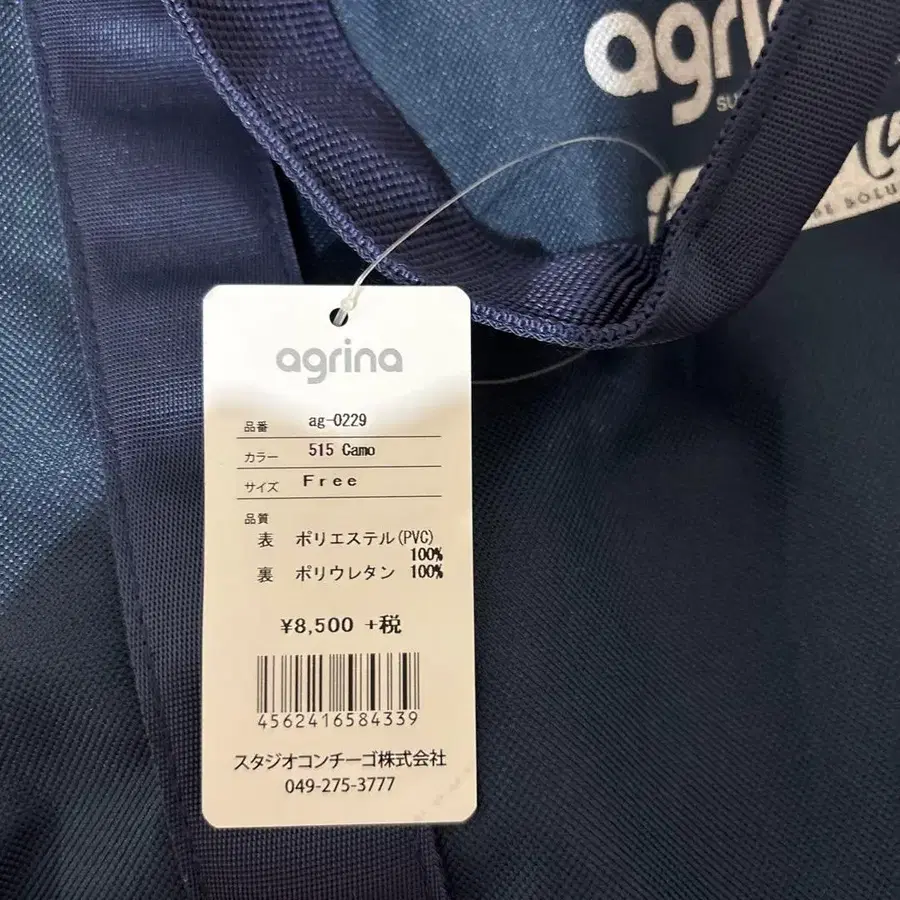 agrina
品番 ag-0229
カラー 515 Camo
サイズ Free
品質
表 ポリエステル(PVC)
100%
裏 ポリウレタン 100%
¥8,500 +税
4562416584339
スタジオコンチーゴ株式会社
049-275-3777